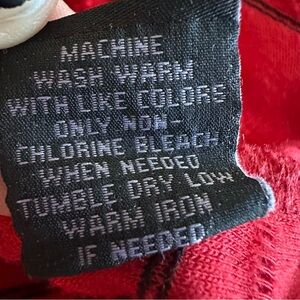 MACHINE
WASH WARM
WITH LIKE COLORS
ONLY NON-
CHLORINE BLEACH
WHEN NEEDED
TUMBLE DRY LOW
WARM IRON
IF NEEDED